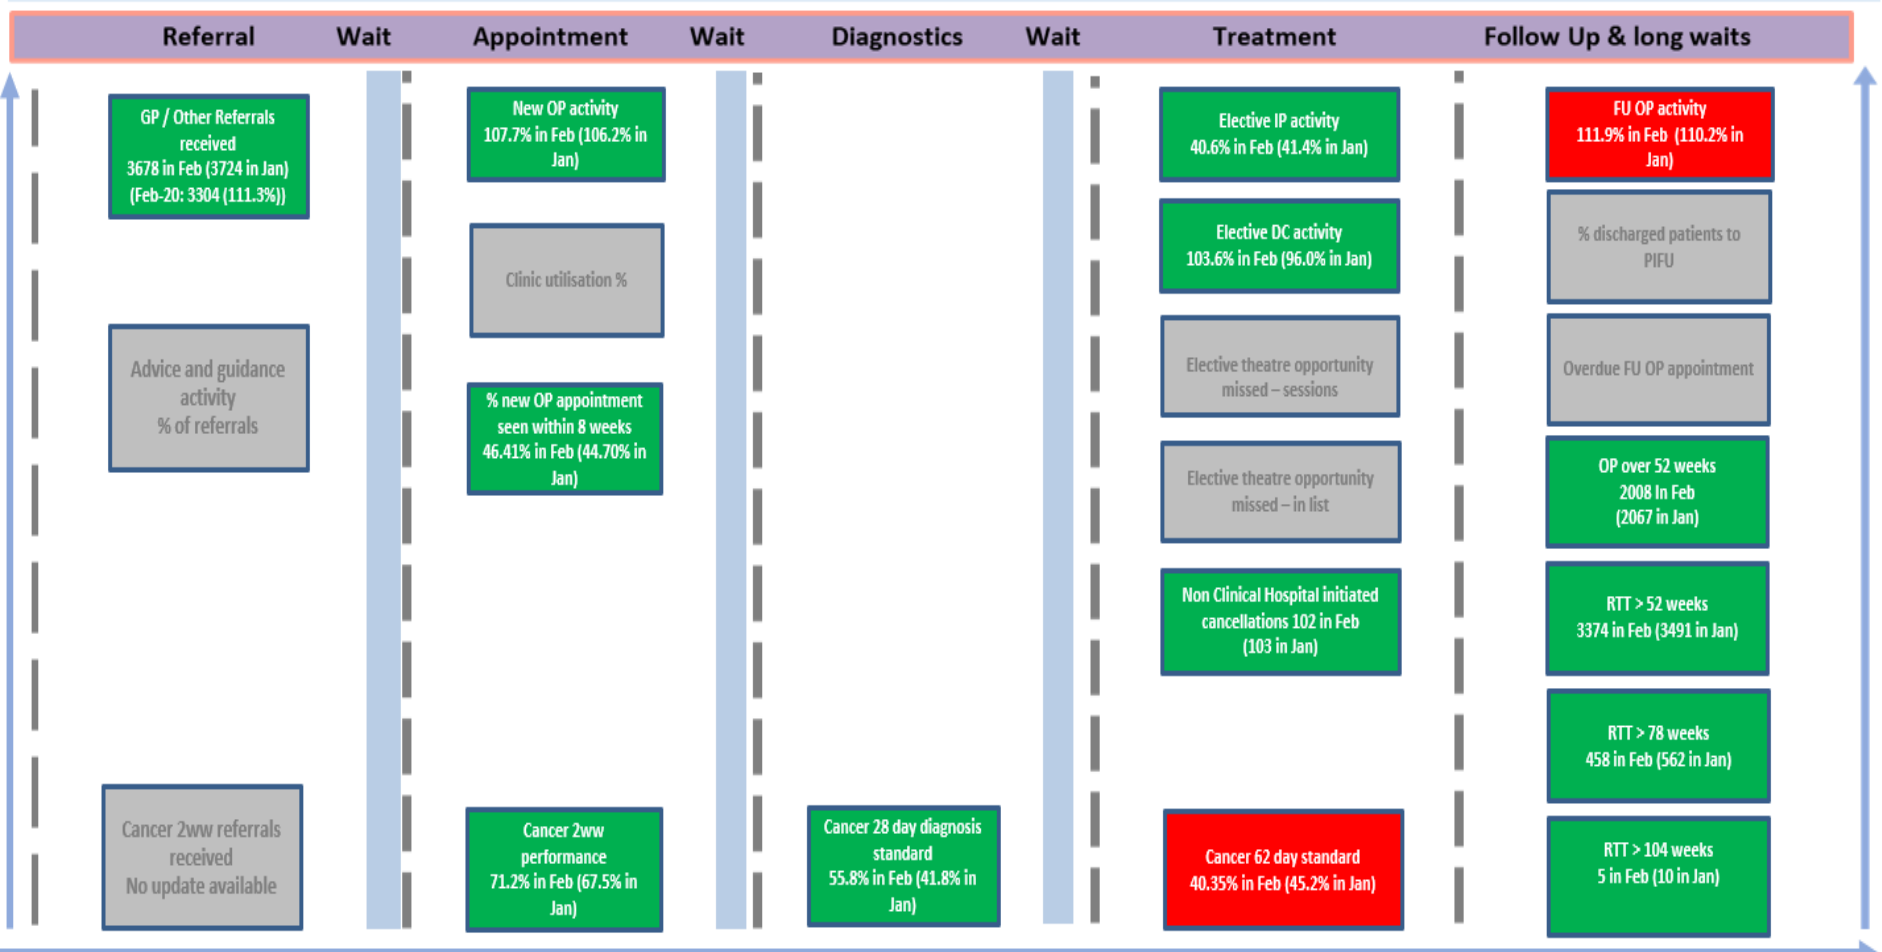 Referral
Wait
Appointment
Wait
Diagnostics
Wait
Treatment
Follow Up & long waits
GP / Other Referrals
received
3678 in Feb (3724 in Jan)
(Feb-20: 3304 (111.3%))
Advice and guidance
activity
% of referrals
Cancer 2ww referrals
received
No update available
New OP activity
107.7% in Feb (106.2% in
Jan)
Clinic utilisation %
% new OP appointment
seen within 8 weeks
46.41% in Feb (44.70% in
Jan)
Cancer 2ww
performance
71.2% in Feb (67.5% in
Jan)
Cancer 28 day diagnosis
standard
55.8% in Feb (41.8% in
Jan)
Elective IP activity
40.6% in Feb (41.4% in Jan)
Elective DC activity
103.6% in Feb (96.0% in Jan)
Elective theatre opportunity
missed – sessions
Elective theatre opportunity
missed – in list
Non Clinical Hospital initiated
cancellations 102 in Feb
(103 in Jan)
Cancer 62 day standard
40.35% in Feb (45.2% in Jan)
FU OP activity
111.9% in Feb (110.2% in
Jan)
% discharged patients to
PIFU
Overdue FU OP appointment
OP over 52 weeks
2008 In Feb
(2067 in Jan)
RTT > 52 weeks
3374 in Feb (3491 in Jan)
RTT > 78 weeks
458 in Feb (562 in Jan)
RTT > 104 weeks
5 in Feb (10 in Jan)